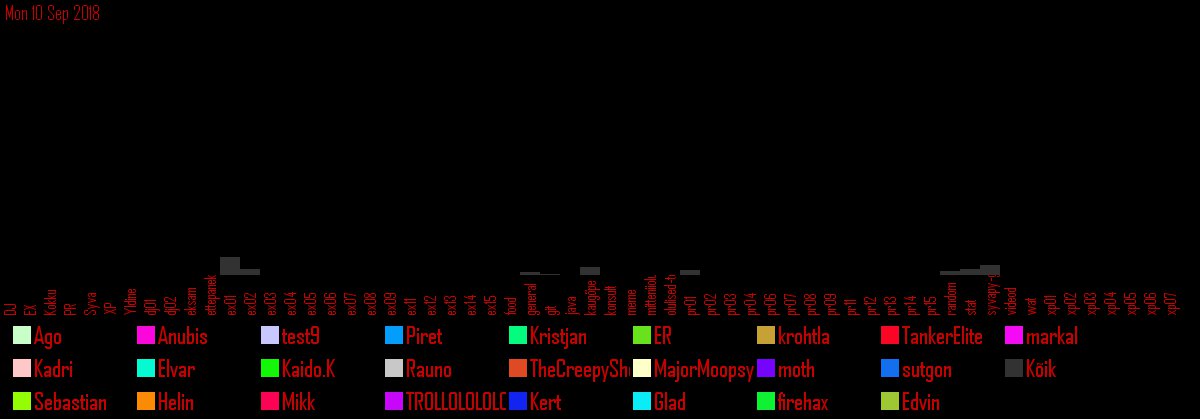 Mon 10 Sep 2018
DJ EX Kokku PR Syva XP Yldine dj01 dj02 eksam ettepanek ex01 ex02 ex03 ex04 ex05 ex06 ex07 ex08 ex09 ex11 ex12 ex13 ex14 ex15 food general git java kaugõpe konsult meme mitteriiol. olulised-t pr01 pr02 pr03 pr04 pr06 pr07 pr08 pr09 pr11 pr12 pr13 pr14 pr15 random stat syvapy videod wat xp01 xp02 xp03 xp04 xp05 xp06 xp07
Ago Anubis test9 Piret Kristjan ER krohtla TankerElite markal
Kadri Elvar Kaido.K Rauno TheCreepySh MajorMoopsy moth sutgon Kõik
Sebastian Helin Mikk TROLLOLOLOLO Kert Glad firehax Edvin